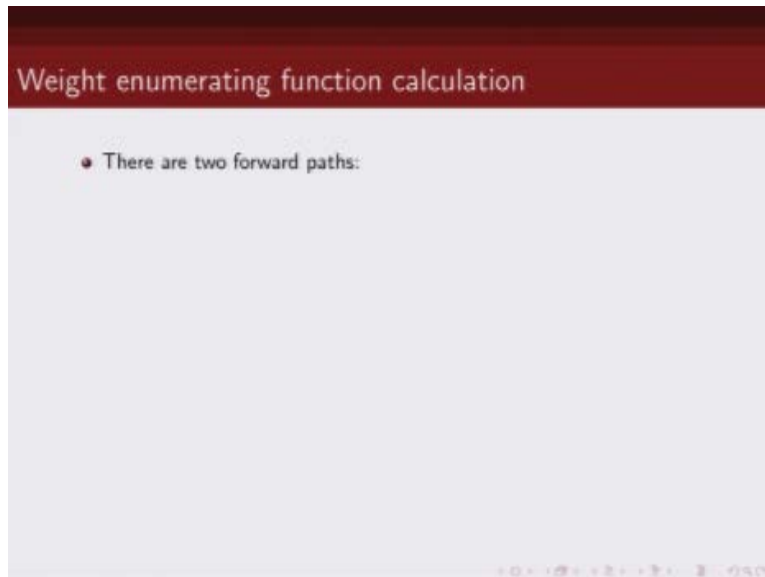 Weight enumerating function calculation
There are two forward paths: